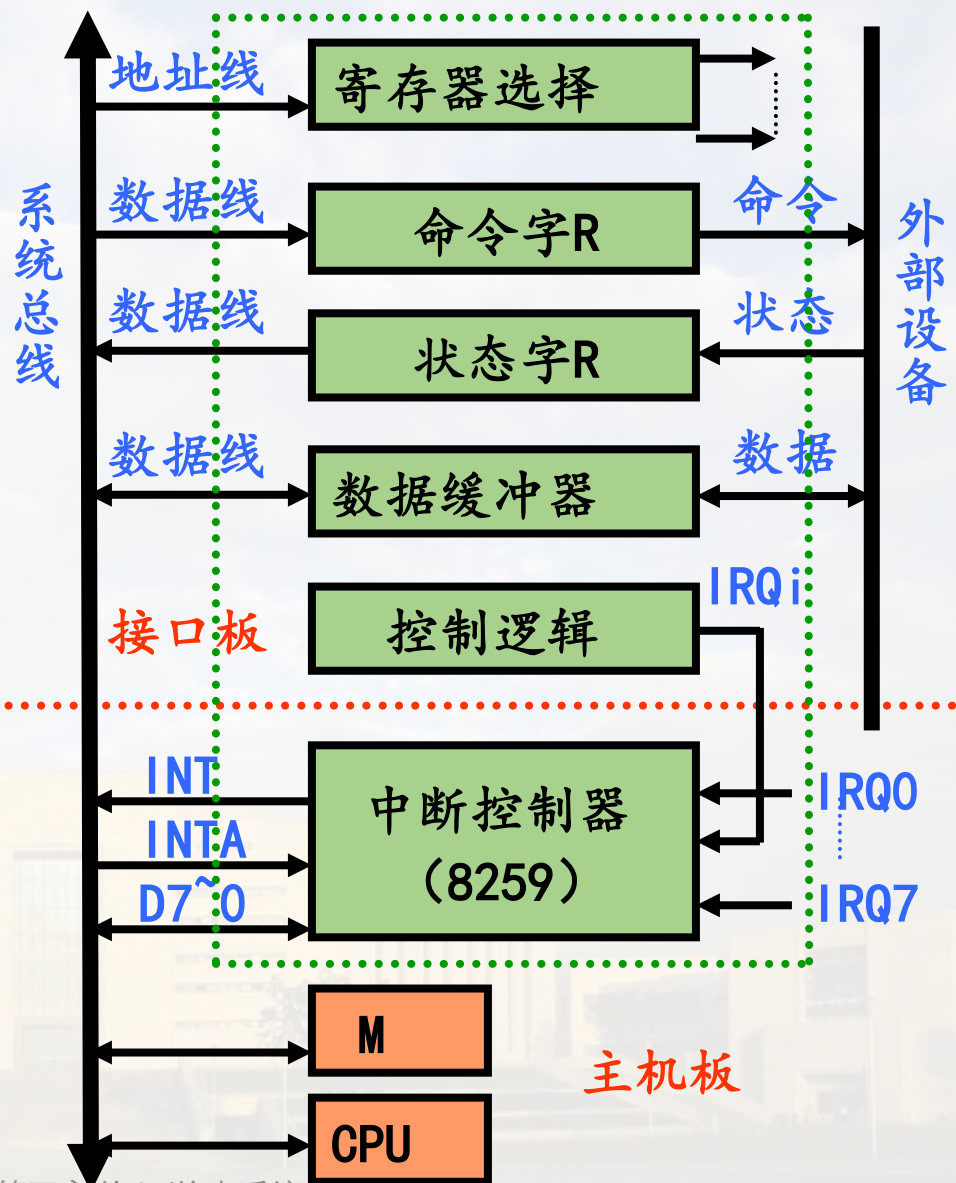 地址线
寄存器选择
系统总线
数据线
命令字R
命令
外部设备
数据线
状态字R
状态
数据线
数据缓冲器
数据
IRQi
接口板
控制逻辑
INT
INTA
D7~0
中断控制器
(8259)
IRQ0
IRQ7
M
主机板
CPU